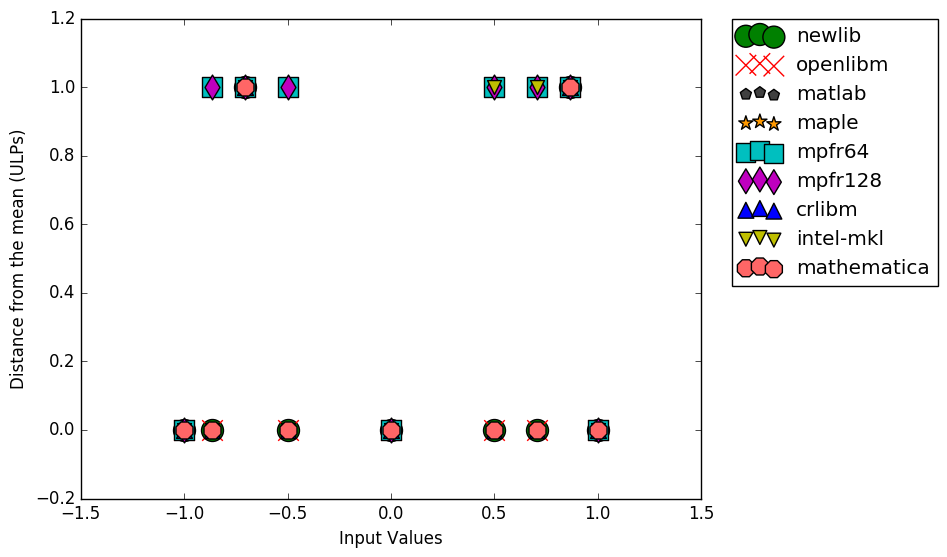 1.2
1.0
0.8
0.6
0.4
0.2
0.0
−0.2
−1.5 −1.0 −0.5 0.0 0.5 1.0 1.5
Distance from the mean (ULPs)
Input Values
newlib
openlibm
matlab
maple
mpfr64
mpfr128
crlibm
intel-mkl
mathematica